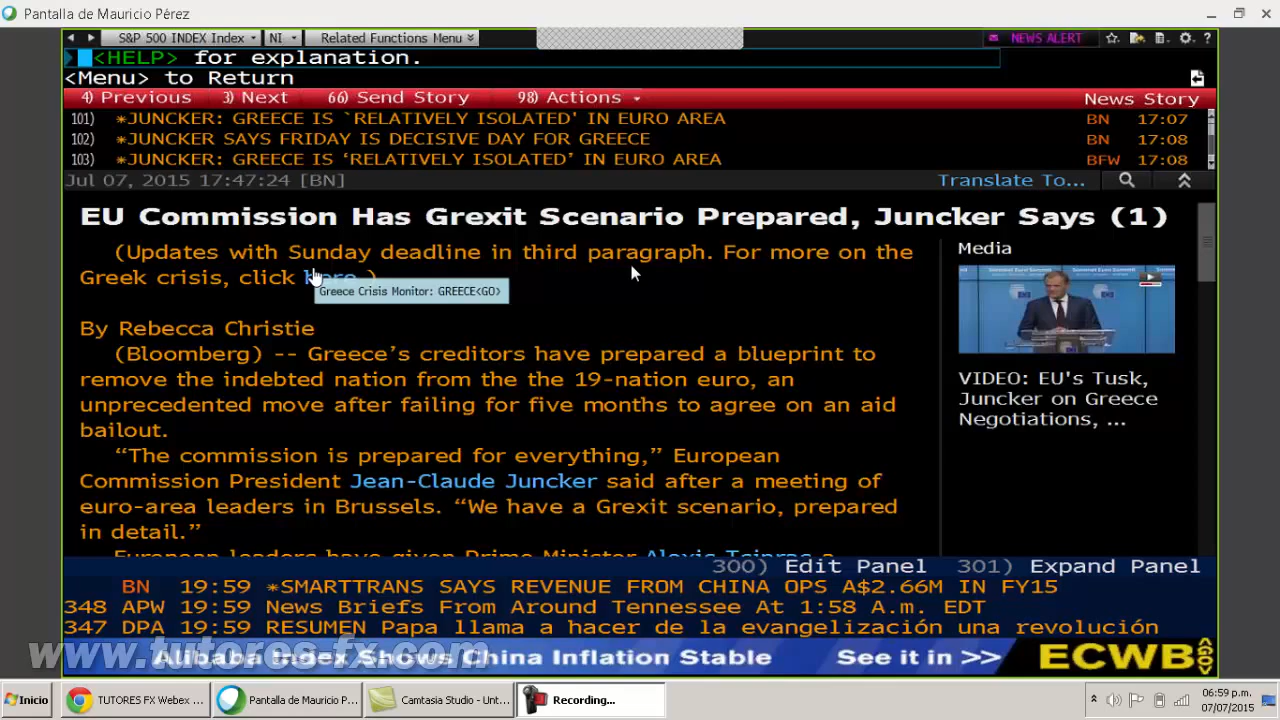 Pantalla de Mauricio Pérez
S&P 500 INDEX Index NI Related Functions Menu NEWS ALERT ?
<HELP> for explanation.
<Menu> to Return
4) Previous 3) Next 66) Send Story 98) Actions News Story
101) *JUNCKER: GREECE IS `RELATIVELY ISOLATED' IN EURO AREA BN 17:07
102) *JUNCKER SAYS FRIDAY IS DECISIVE DAY FOR GREECE BN 17:08
103) *JUNCKER: GREECE IS ‘RELATIVELY ISOLATED’ IN EURO AREA BFW 17:08
Jul 07, 2015 17:47:24 [BN] Translate To...
EU Commission Has Grexit Scenario Prepared, Juncker Says (1)
(Updates with Sunday deadline in third paragraph. For more on the
Greek crisis, click here.)
Greece Crisis Monitor: GREECE<GO>
By Rebecca Christie
(Bloomberg) -- Greece’s creditors have prepared a blueprint to
remove the indebted nation from the the 19-nation euro, an
unprecedented move after failing for five months to agree on an aid
bailout.
“The commission is prepared for everything,” European
Commission President Jean-Claude Juncker said after a meeting of
euro-area leaders in Brussels. “We have a Grexit scenario, prepared
in detail.”
European leaders have given Prime Minister Alexis Tsipras a
Media
VIDEO: EU's Tusk,
Juncker on Greece
Negotiations, ...
300) Edit Panel 301) Expand Panel
BN 19:59 *SMARTTRANS SAYS REVENUE FROM CHINA OPS A$2.66M IN FY15
348 APW 19:59 News Briefs From Around Tennessee At 1:58 A.m. EDT
347 DPA 19:59 RESUMEN Papa llama a hacer de la evangelización una revolución
www.tutores-fx.com
Alibaba Index Shows China Inflation Stable See it in >> ECWB <GO>
Inicio TUTORES FX Webex ... Pantalla de Mauricio P... Camtasia Studio - Unt... Recording... 06:59 p.m.
07/07/2015